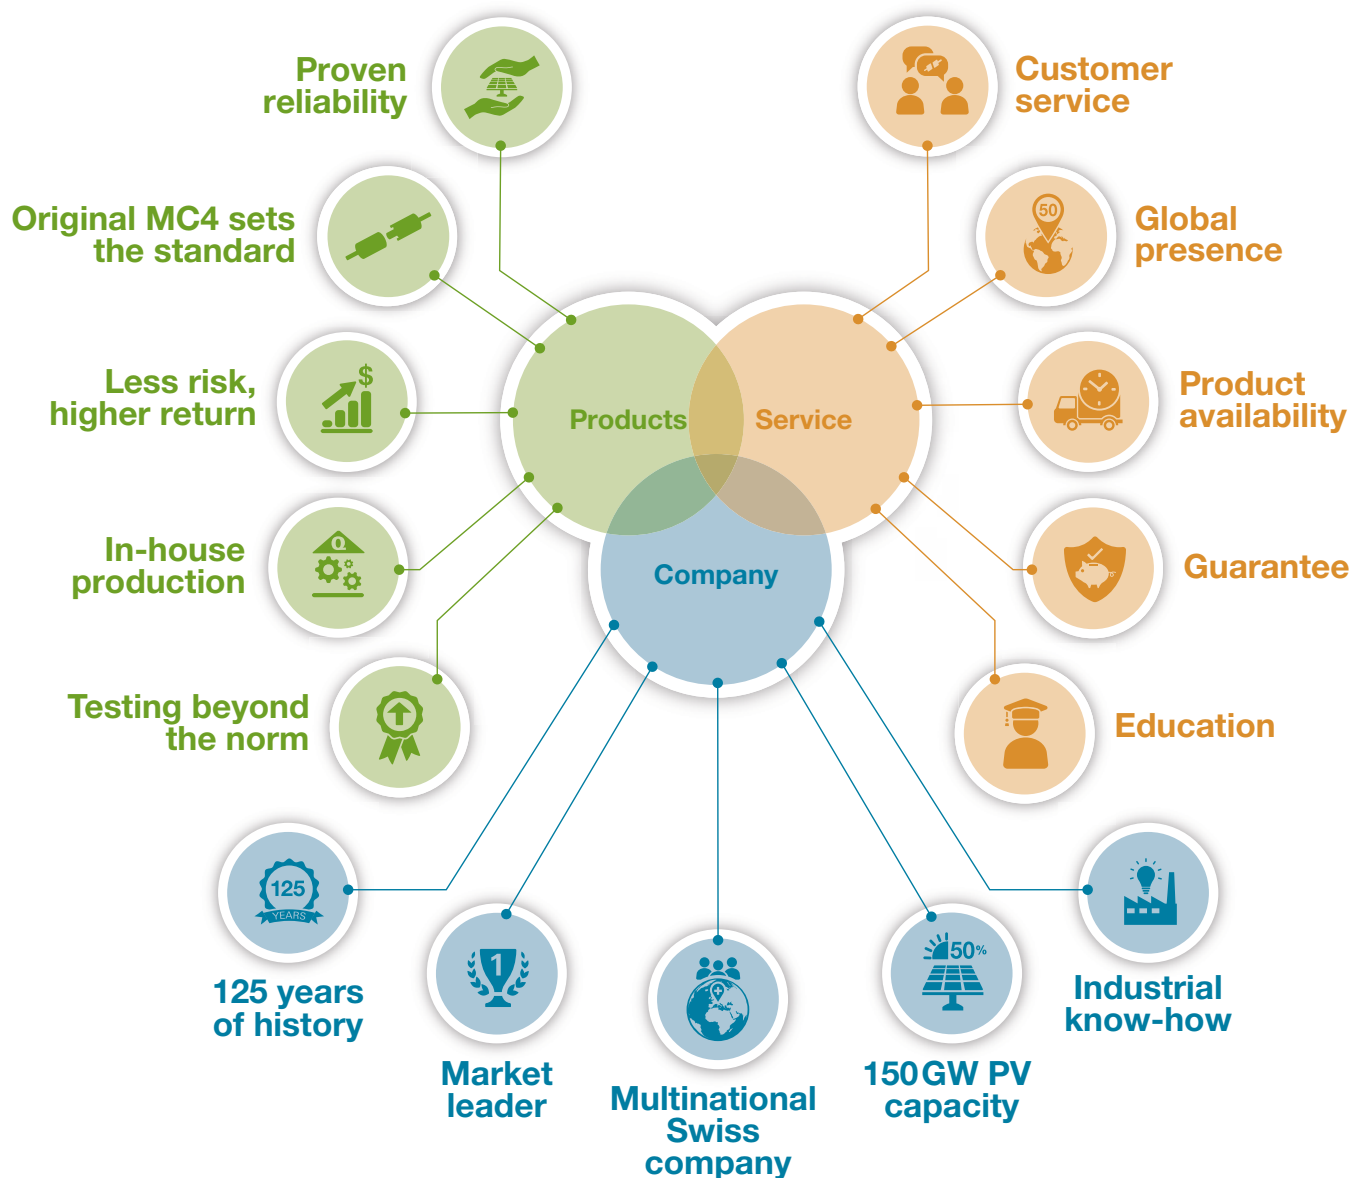 Proven
reliability
Customer
service
Original MC4 sets
the standard
50
Global
presence
Less risk,
higher return
$
Products
Service
Product
availability
In-house
production
Q
Company
Guarantee
Testing beyond
the norm
Education
125
YEARS
125 years
of history
1
Market
leader
Multinational
Swiss
company
50%
150 GW PV
capacity
Industrial
know-how